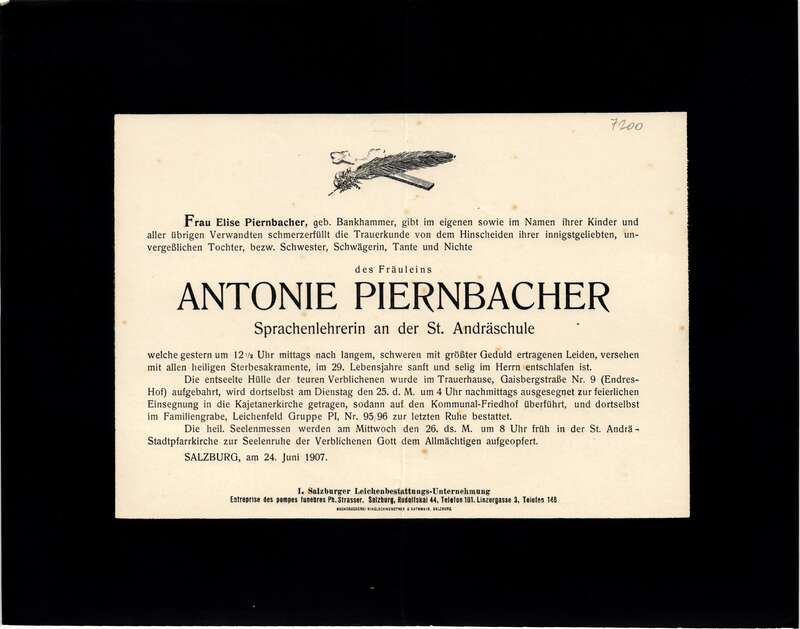 7200
Frau Elise Piernbacher, geb. Bankhammer, gibt im eigenen sowie im Namen ihrer Kinder und
aller übrigen Verwandten schmerzerfüllt die Trauerkunde von dem Hinscheiden ihrer innigstgeliebten, un-
vergeßlichen Tochter, bezw. Schwester, Schwägerin, Tante und Nichte
des Fräuleins
ANTONIE PIERNBACHER
Sprachenlehrerin an der St. Andräschule
welche gestern um 12 1/2 Uhr mittags nach langem, schweren mit größter Geduld ertragenen Leiden, versehen
mit allen heiligen Sterbesakramente, im 29. Lebensjahre sanft und selig im Herrn entschlafen ist.
Die entseelte Hülle der teuren Verblichenen wurde im Trauerhause, Gaisbergstraße Nr. 9 (Endres-
Hof) aufgebahrt, wird dortselbst am Dienstag den 25. d. M. um 4 Uhr nachmittags ausgesegnet zur feierlichen
Einsegnung in die Kajetanerkirche getragen, sodann auf den Kommunal-Friedhof überführt, und dortselbst
im Familiengrabe, Leichenfeld Gruppe PI, Nr. 95/96 zur letzten Ruhe bestattet.
Die heil. Seelenmessen werden am Mittwoch den 26. ds. M. um 8 Uhr früh in der St. Andrä-
Stadtpfarrkirche zur Seelenruhe der Verblichenen Gott dem Allmächtigen aufgeopfert.
SALZBURG, am 24. Juni 1907.
I. Salzburger Leichenbestattungs-Unternehmung
Entreprise des pompes funebres Ph. Strasser. Salzburg, Rudolfskai 44, Telefon 101. Linzergasse 3, Telefon 148
BUCHDRUCKEREI RINGLSCHWENDTNER & RATHMAIR, SALZBURG.